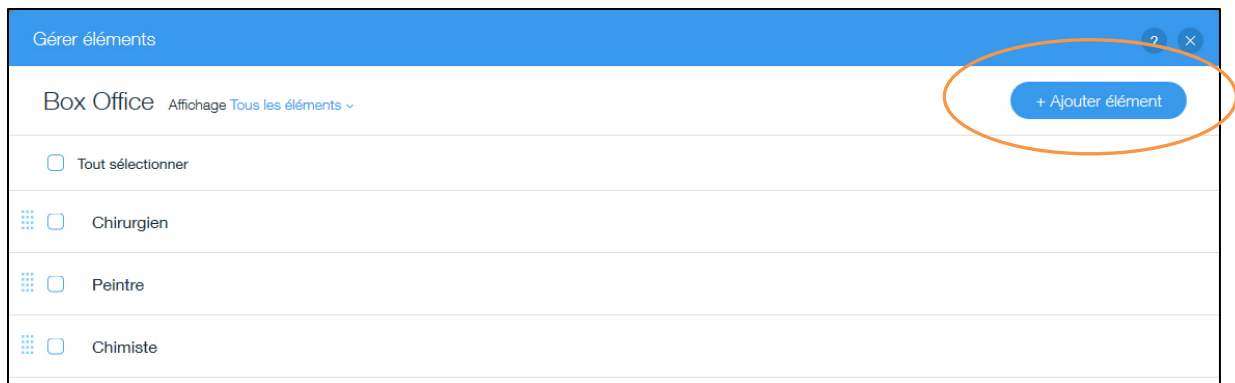 Gérer éléments ? ×
Box Office Affichage Tous les éléments + Ajouter élément
Tout sélectionner
Chirurgien
Peintre
Chimiste